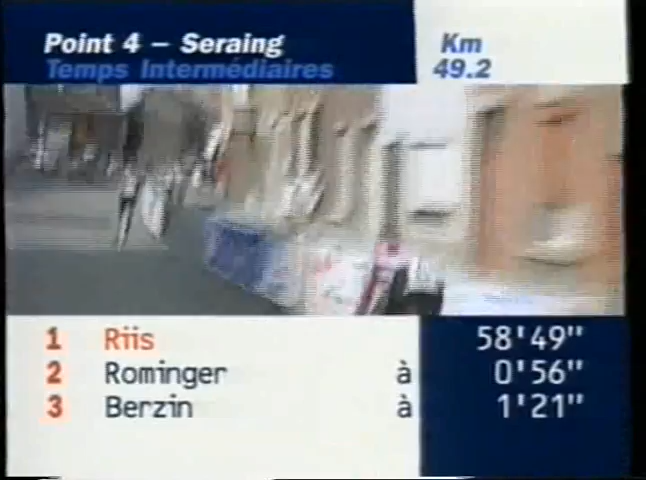 Point 4 – Seraing
Temps Intermédiaires
Km
49.2
1 Riis 58'49"
2 Rominger à 0'56"
3 Berzin à 1'21"